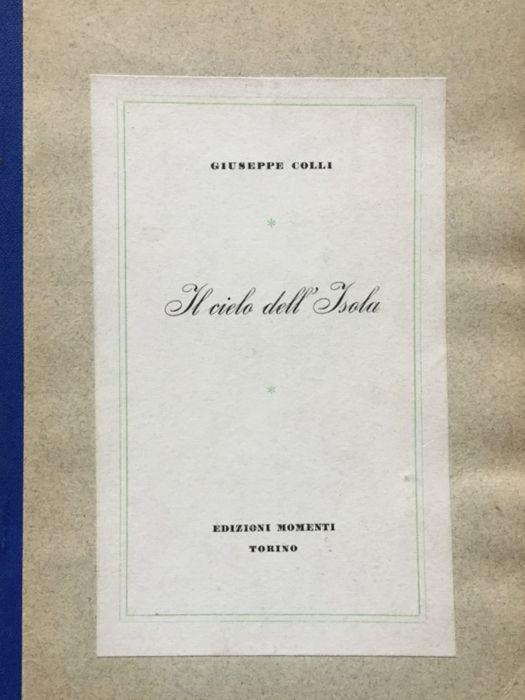 GIUSEPPE COLLI
*
Il cielo dell'Isola
*
EDIZIONI MOMENTI
TORINO